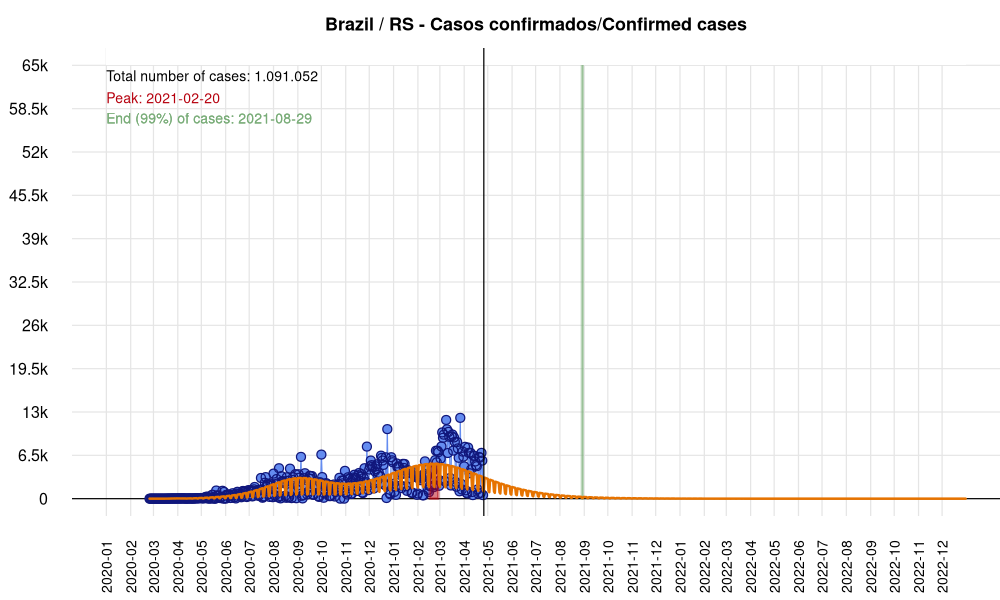 Brazil / RS - Casos confirmados/Confirmed cases
Total number of cases: 1.091.052
Peak: 2021-02-20
End (99%) of cases: 2021-08-29
65k
58.5k
52k
45.5k
39k
32.5k
26k
19.5k
13k
6.5k
0
2020-01
2020-02
2020-03
2020-04
2020-05
2020-06
2020-07
2020-08
2020-09
2020-10
2020-11
2020-12
2021-01
2021-02
2021-03
2021-04
2021-05
2021-06
2021-07
2021-08
2021-09
2021-10
2021-11
2021-12
2022-01
2022-02
2022-03
2022-04
2022-05
2022-06
2022-07
2022-08
2022-09
2022-10
2022-11
2022-12